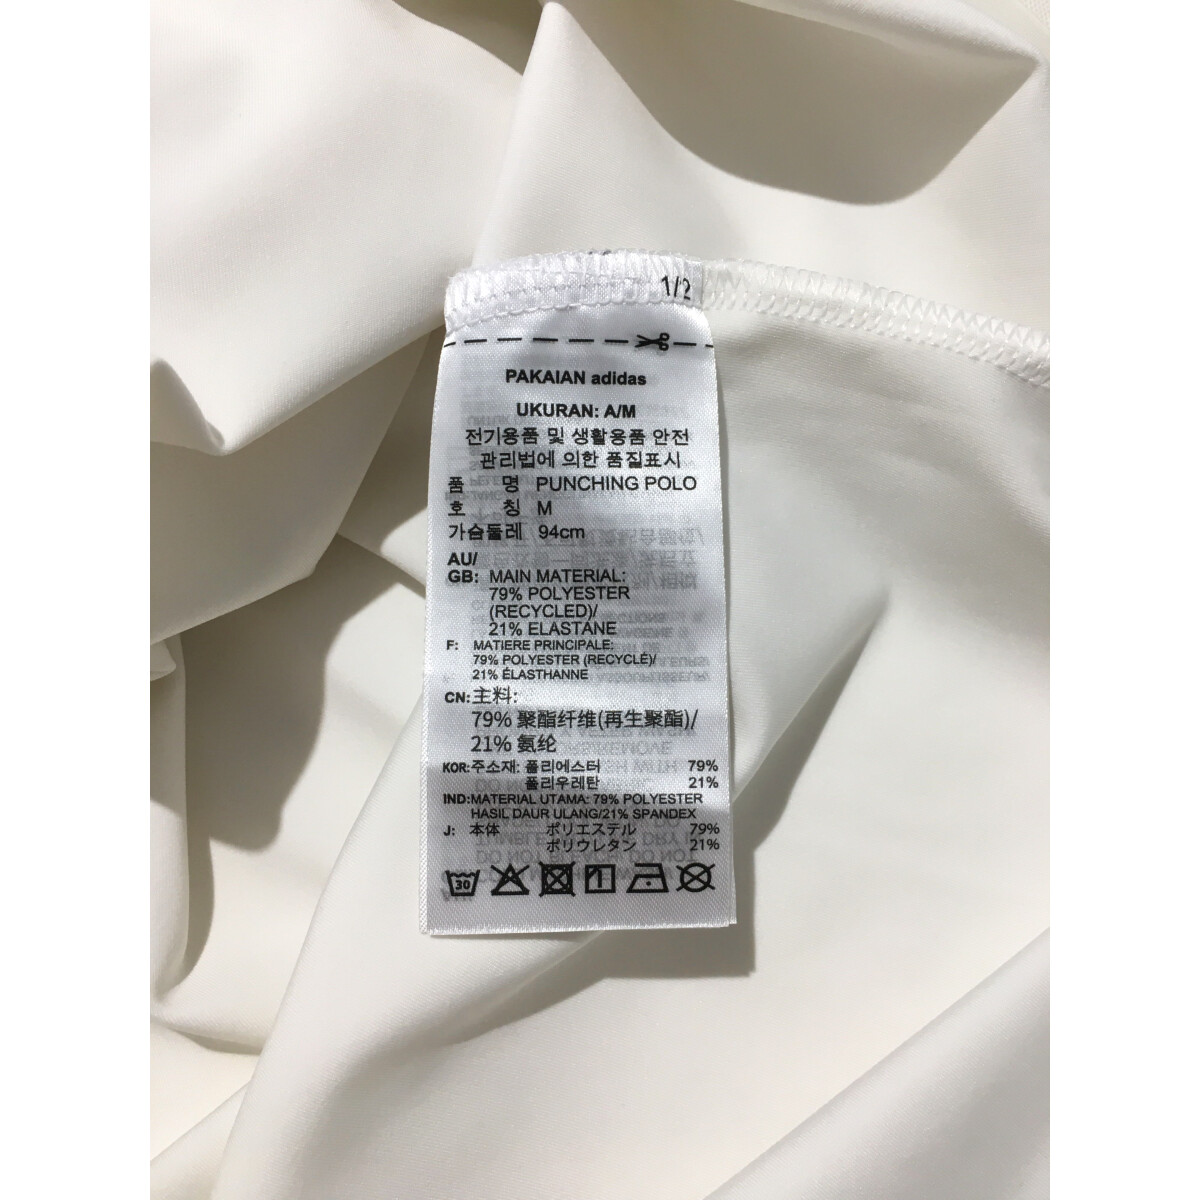 1/2
PAKAIAN adidas
UKURAN: A/M
전기용품 및 생활용품 안전
관리법에 의한 품질표시
품 명 PUNCHING POLO
호 칭 M
가슴둘레 94cm
AU/
GB: MAIN MATERIAL:
79% POLYESTER
(RECYCLED)/
21% ELASTANE
F: MATIERE PRINCIPALE:
79% POLYESTER (RECYCLÉ)/
21% ÉLASTHANNE
CN: 主料:
79% 聚酯纤维(再生聚酯)/
21% 氨纶
KOR: 주소재: 폴리에스터 79%
폴리우레탄 21%
IND: MATERIAL UTAMA: 79% POLYESTER
HASIL DAUR ULANG/21% SPANDEX
J: 本体 ポリエステル 79%
ポリウレタン 21%
30